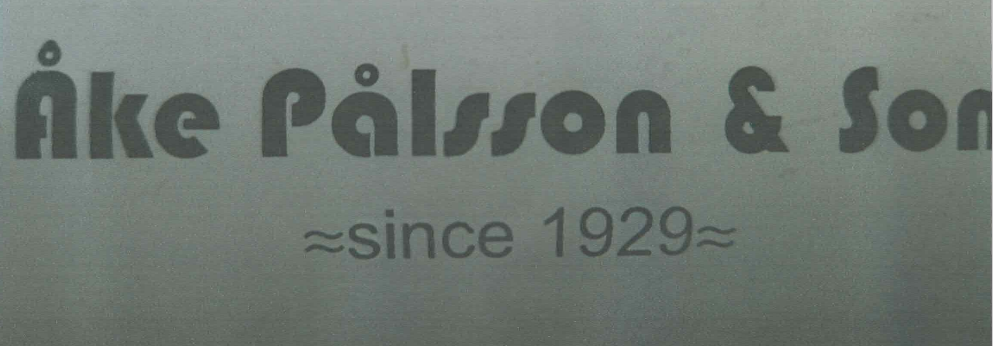 Åke Pålsson & Son
≈since 1929≈